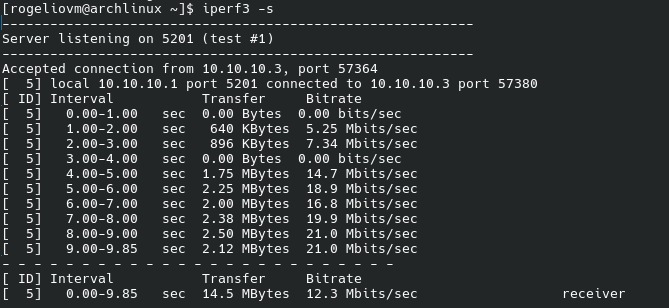 [rogeliovm@archlinux ~]$ iperf3 -s
-----------------------------------------------------------
Server listening on 5201 (test #1)
-----------------------------------------------------------
Accepted connection from 10.10.10.3, port 57364
[  5] local 10.10.10.1 port 5201 connected to 10.10.10.3 port 57380
[ ID] Interval           Transfer     Bitrate
[  5]   0.00-1.00   sec  0.00 Bytes  0.00 bits/sec
[  5]   1.00-2.00   sec   640 KBytes  5.25 Mbits/sec
[  5]   2.00-3.00   sec   896 KBytes  7.34 Mbits/sec
[  5]   3.00-4.00   sec  0.00 Bytes  0.00 bits/sec
[  5]   4.00-5.00   sec  1.75 MBytes  14.7 Mbits/sec
[  5]   5.00-6.00   sec  2.25 MBytes  18.9 Mbits/sec
[  5]   6.00-7.00   sec  2.00 MBytes  16.8 Mbits/sec
[  5]   7.00-8.00   sec  2.38 MBytes  19.9 Mbits/sec
[  5]   8.00-9.00   sec  2.50 MBytes  21.0 Mbits/sec
[  5]   9.00-9.85   sec  2.12 MBytes  21.0 Mbits/sec
- - - - - - - - - - - - - - - - - - - - - - - - -
[ ID] Interval           Transfer     Bitrate
[  5]   0.00-9.85   sec  14.5 MBytes  12.3 Mbits/sec                  receiver